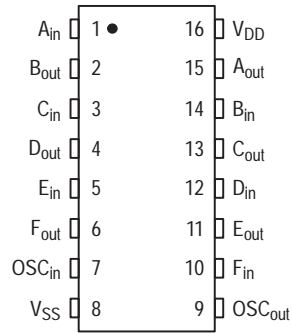 Ain 1 16 VDD
Bout 2 15 Aout
Cin 3 14 Bin
Dout 4 13 Cout
Ein 5 12 Din
Fout 6 11 Eout
OSCin 7 10 Fin
VSS 8 9 OSCout